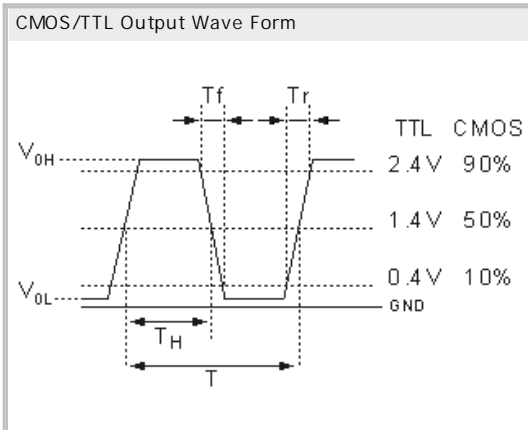 CMOS/TTL Output Wave Form
Tf Tr
TTL CMOS
V0H 2.4V 90%
1.4V 50%
0.4V 10%
V0L GND
TH
T